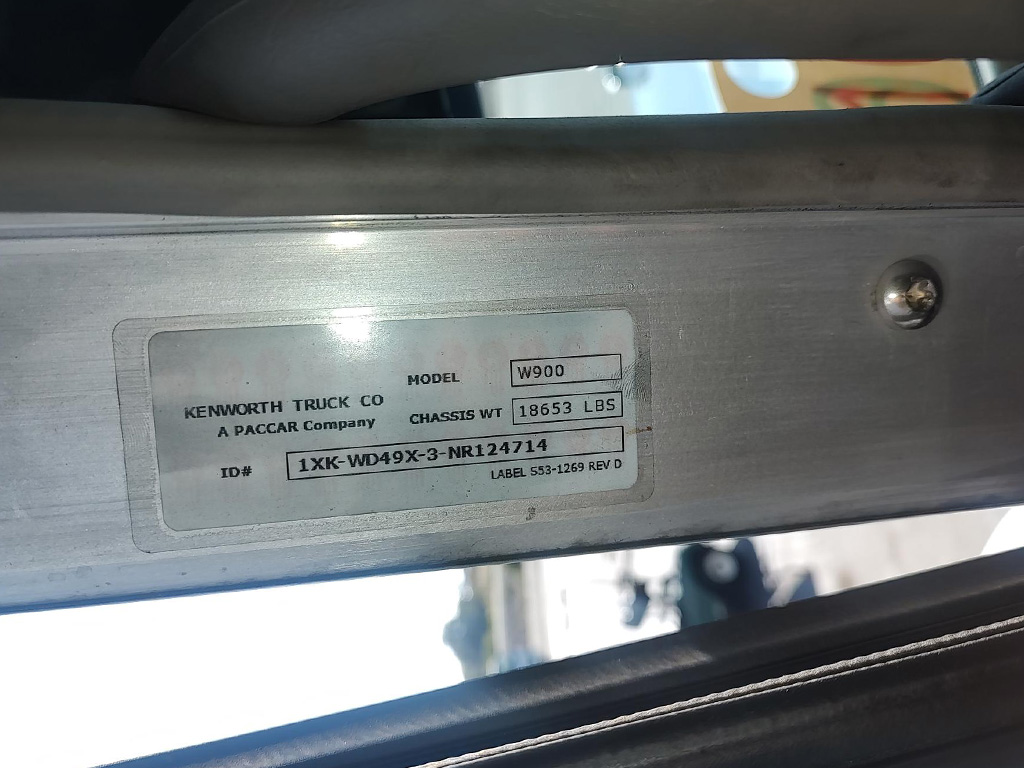 MODEL W900
KENWORTH TRUCK CO
CHASSIS WT 18653 LBS
A PACCAR Company
ID# 1XK-WD49X-3-NR124714
LABEL S53-1269 REV D